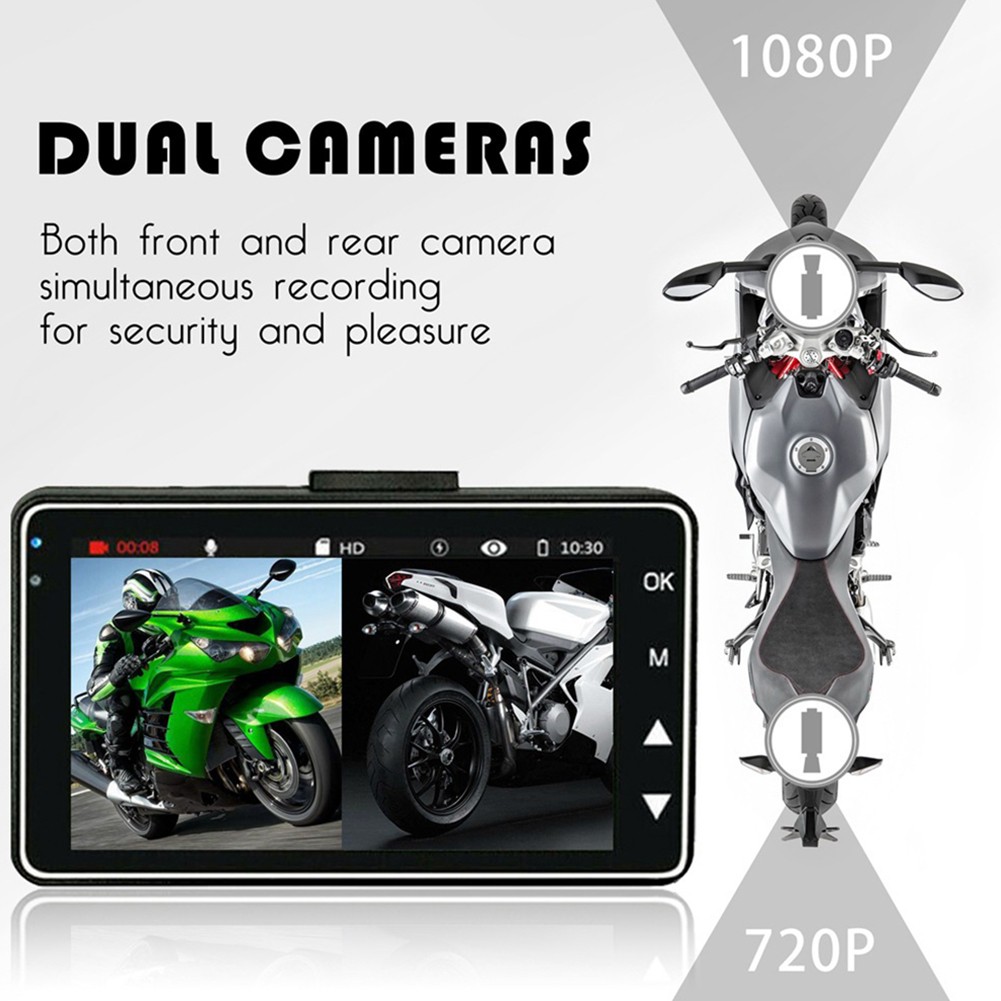 1080P
DUAL CAMERAS
Both front and rear camera
simultaneous recording
for security and pleasure
00:08 HD 10:30
OK
M
720P